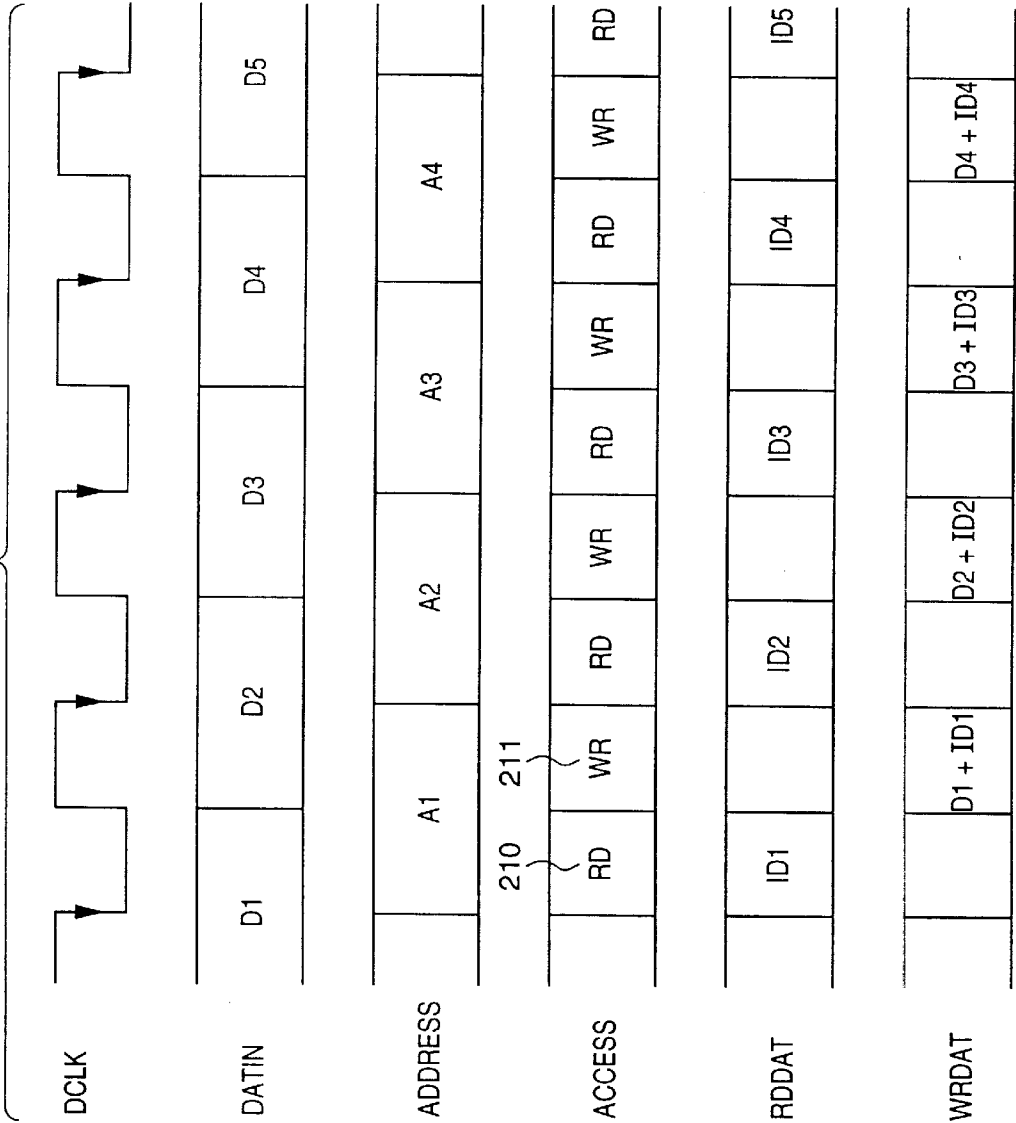 DCLK
DATIN D1 D2 D3 D4 D5
ADDRESS A1 A2 A3 A4
210 211
ACCESS RD WR RD WR RD WR RD WR RD
RDDAT ID1 ID2 ID3 ID4 ID5
WRDAT D1 + ID1 D2 + ID2 D3 + ID3 D4 + ID4